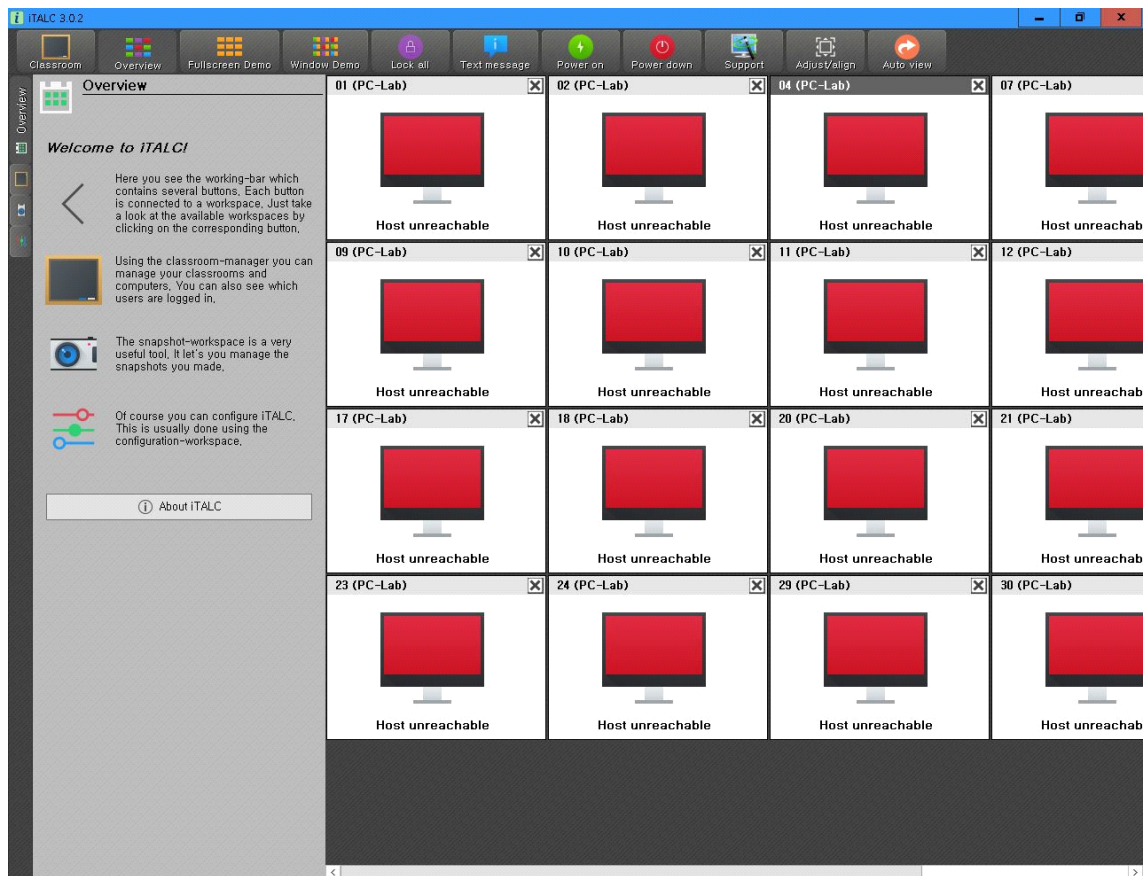 iTALC 3.0.2
Classroom
Overview
Fullscreen Demo
Window Demo
Lock all
Text message
Power on
Power down
Support
Adjust/align
Auto view
Overview
Overview
Welcome to iTALC!
Here you see the working-bar which
contains several buttons. Each button
is connected to a workspace. Just take
a look at the available workspaces by
clicking on the corresponding button.
Using the classroom-manager you can
manage your classrooms and
computers. You can also see which
users are logged in.
The snapshot-workspace is a very
useful tool. It let's you manage the
snapshots you made.
Of course you can configure iTALC.
This is usually done using the
configuration-workspace.
About iTALC
01 (PC-Lab)
02 (PC-Lab)
04 (PC-Lab)
07 (PC-Lab)
Host unreachable
Host unreachable
Host unreachable
Host unreachab
09 (PC-Lab)
10 (PC-Lab)
11 (PC-Lab)
12 (PC-Lab)
Host unreachable
Host unreachable
Host unreachable
Host unreachab
17 (PC-Lab)
18 (PC-Lab)
20 (PC-Lab)
21 (PC-Lab)
Host unreachable
Host unreachable
Host unreachable
Host unreachab
23 (PC-Lab)
24 (PC-Lab)
29 (PC-Lab)
30 (PC-Lab)
Host unreachable
Host unreachable
Host unreachable
Host unreachab